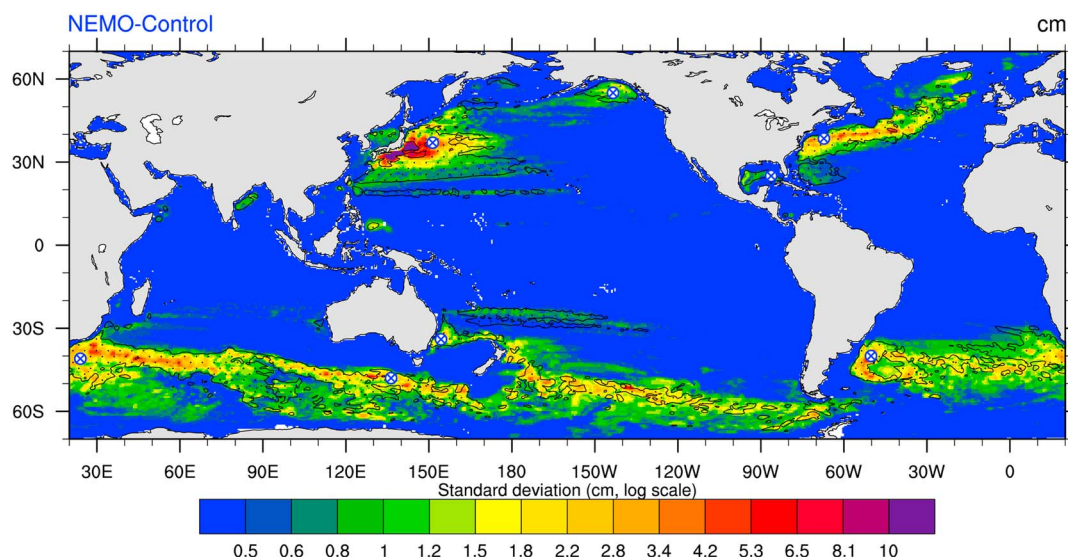 NEMO-Control cm
60N
30N
0
30S
60S
30E 60E 90E 120E 150E 180 150W 120W 90W 60W 30W 0
Standard deviation (cm, log scale)
0.5 0.6 0.8 1 1.2 1.5 1.8 2.2 2.8 3.4 4.2 5.3 6.5 8.1 10